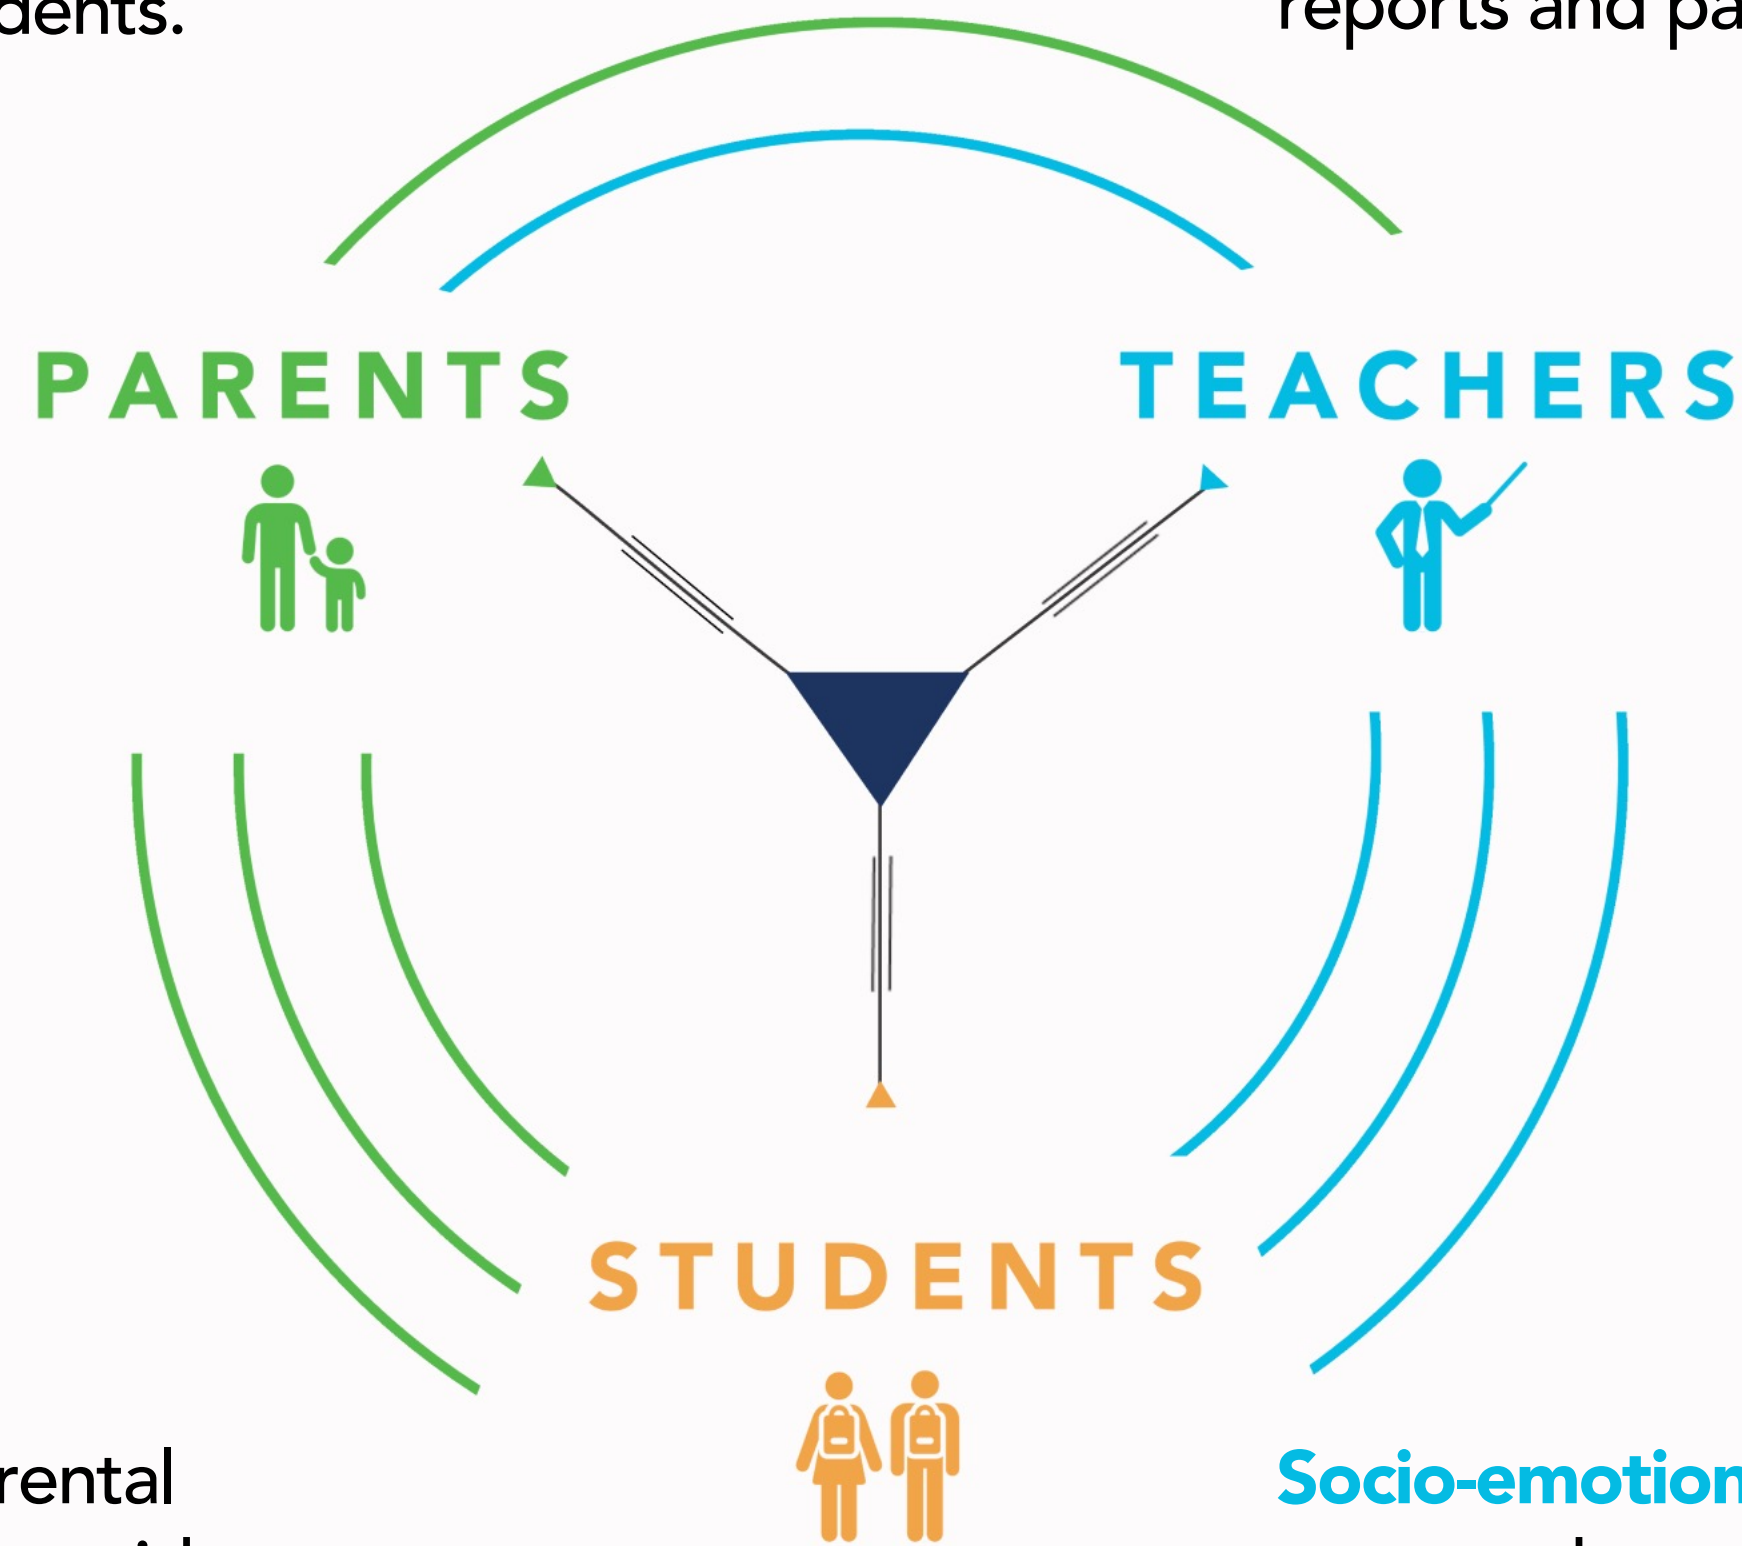 dents.
reports and pa
PARENTS
TEACHERS
STUDENTS
rental
Socio-emotion